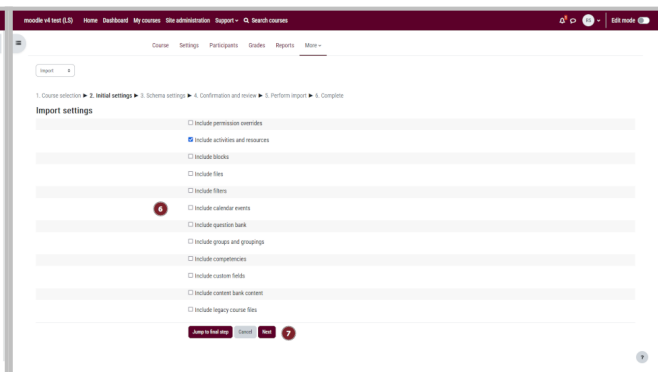 moodle v4 test (LS) Home Dashboard My courses Site administration Support Search courses Edit mode
Course Settings Participants Grades Reports More
Import
1. Course selection ► 2. Initial settings ► 3. Schema settings ► 4. Confirmation and review ► 5. Perform import ► 6. Complete
Import settings
Include permission overrides
Include activities and resources
Include blocks
Include files
Include filters
6 Include calendar events
Include question bank
Include groups and groupings
Include competencies
Include custom fields
Include content bank content
Include legacy course files
Jump to final step Cancel Next 7
?